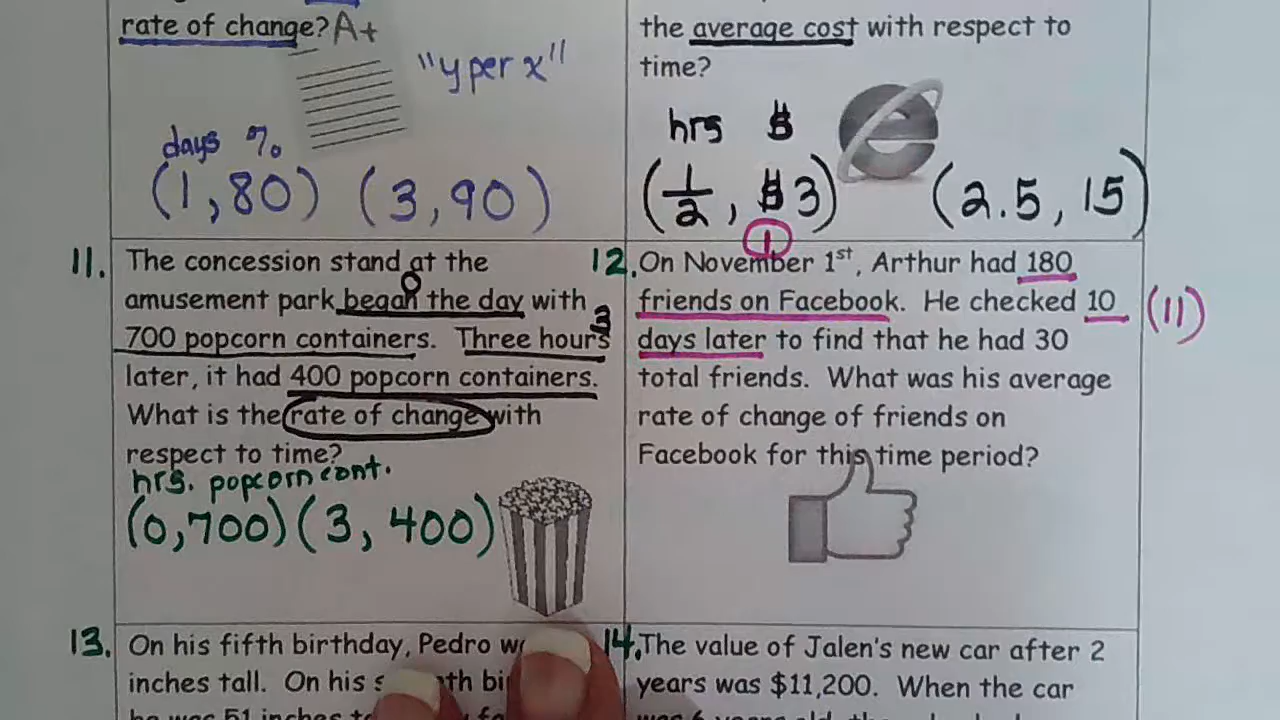 rate of change? A+
"y per x"
days %
(1,80) (3,90)
the average cost with respect to
time?
hrs $
(1/2, $3) (2.5, 15)
11. The concession stand at the
0
amusement park began the day with
3
700 popcorn containers. Three hours
later, it had 400 popcorn containers.
What is the rate of change with
respect to time?
hrs. popcorn cont.
(0,700) (3, 400)
1
12. On November 1st, Arthur had 180
friends on Facebook. He checked 10 (11)
days later to find that he had 30
total friends. What was his average
rate of change of friends on
Facebook for this time period?
13. On his fifth birthday, Pedro
inches tall. On his
14. The value of Jalen's new car after 2
years was $11,200. When the car